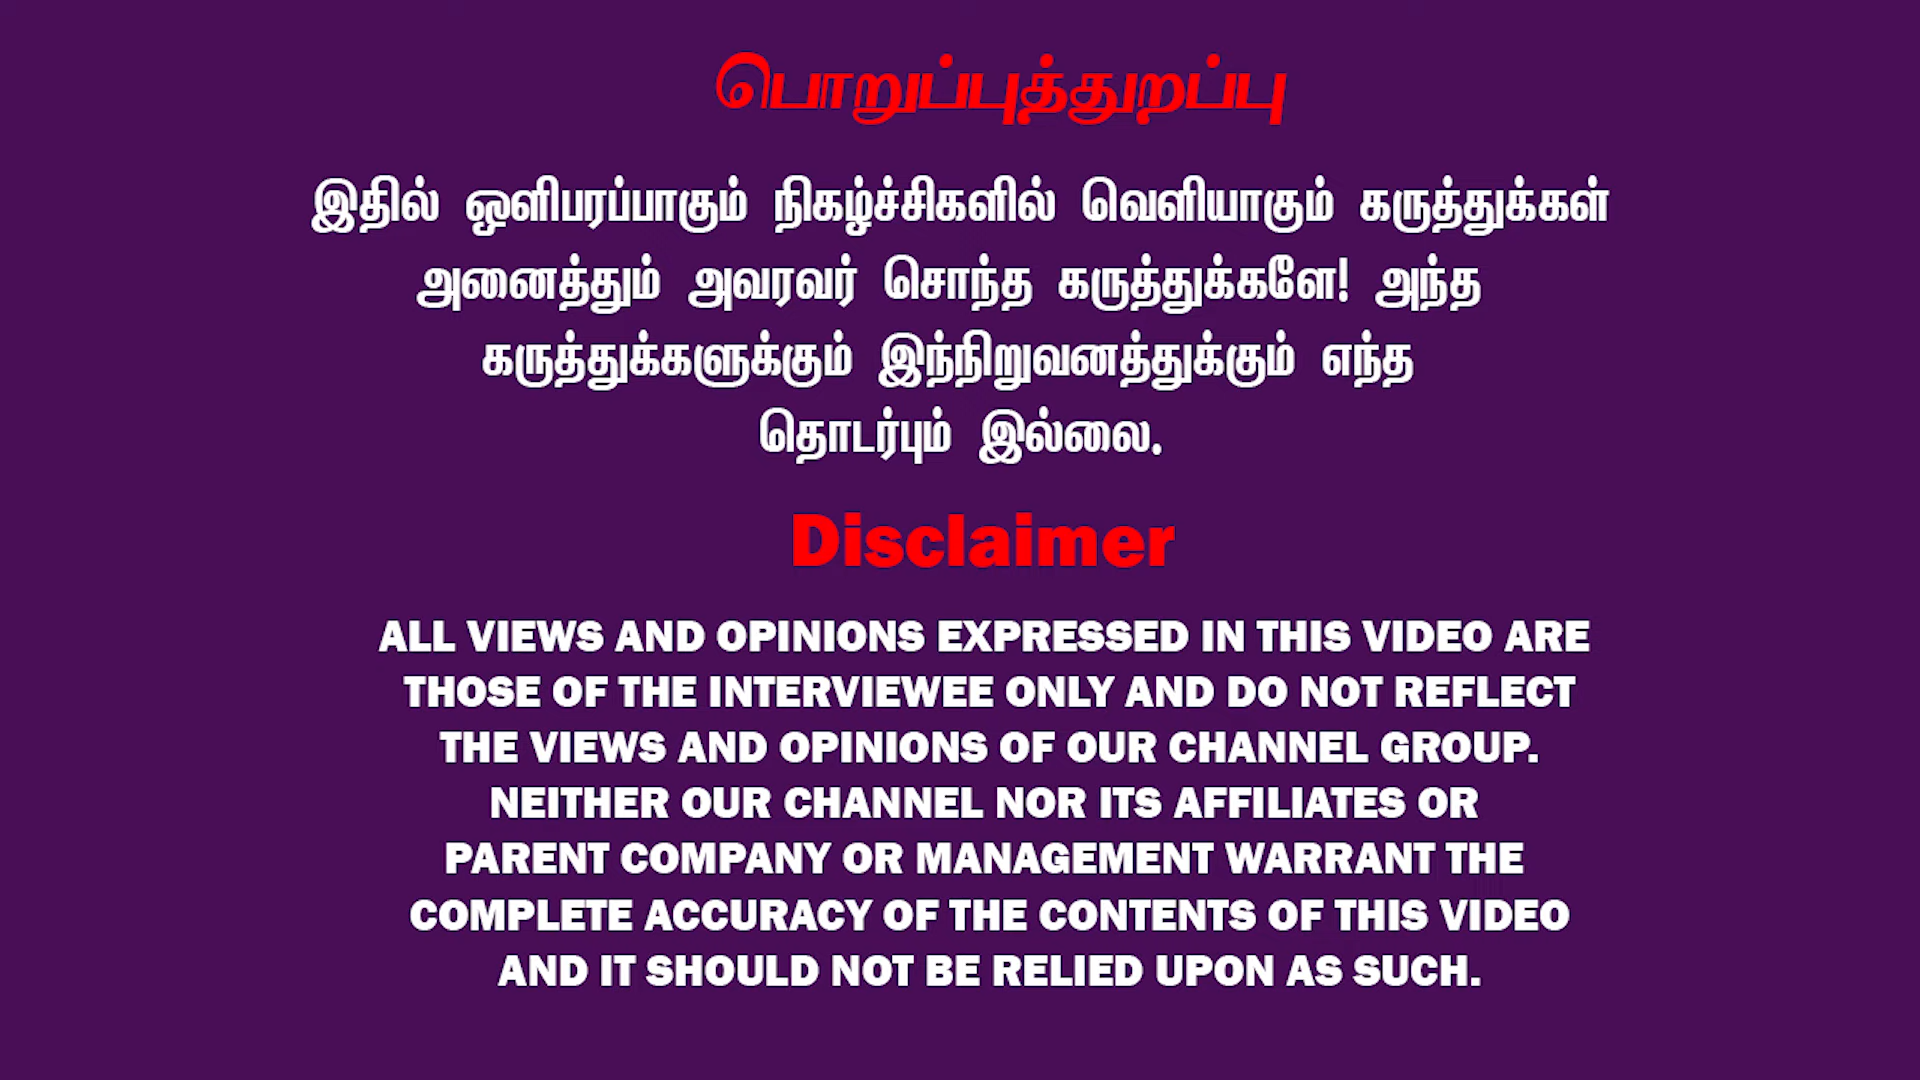 பொறுப்புத்துறப்பு
இதில் ஒளிபரப்பாகும் நிகழ்ச்சிகளில் வெளியாகும் கருத்துக்கள்
அனைத்தும் அவரவர் சொந்த கருத்துக்களே! அந்த
கருத்துக்களுக்கும் இந்நிறுவனத்துக்கும் எந்த
தொடர்பும் இல்லை.
Disclaimer
ALL VIEWS AND OPINIONS EXPRESSED IN THIS VIDEO ARE
THOSE OF THE INTERVIEWEE ONLY AND DO NOT REFLECT
THE VIEWS AND OPINIONS OF OUR CHANNEL GROUP.
NEITHER OUR CHANNEL NOR ITS AFFILIATES OR
PARENT COMPANY OR MANAGEMENT WARRANT THE
COMPLETE ACCURACY OF THE CONTENTS OF THIS VIDEO
AND IT SHOULD NOT BE RELIED UPON AS SUCH.